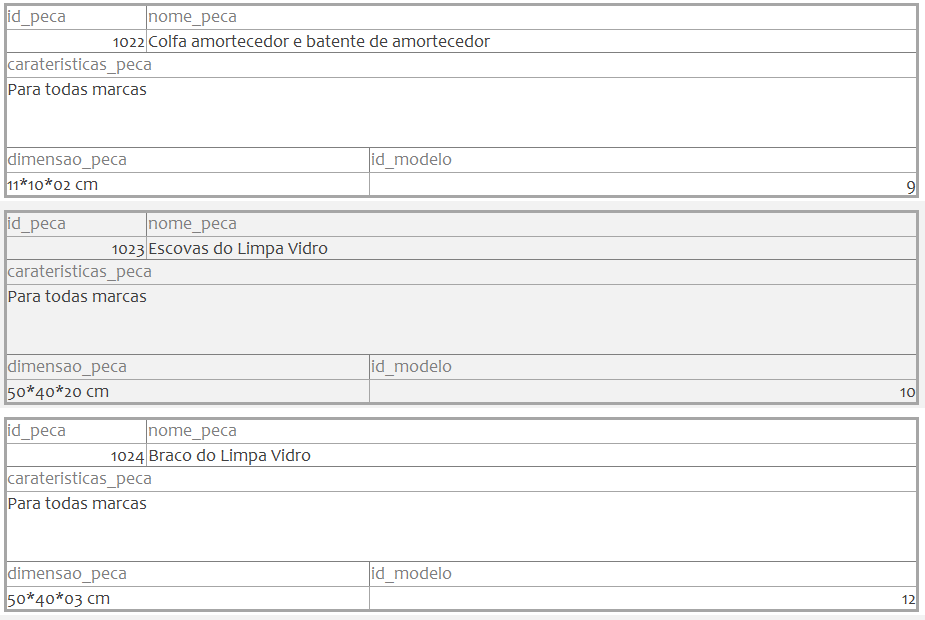 id_peca nome_peca
1022 Colfa amortecedor e batente de amortecedor
carateristicas_peca
Para todas marcas
dimensao_peca id_modelo
11*10*02 cm 9
id_peca nome_peca
1023 Escovas do Limpa Vidro
carateristicas_peca
Para todas marcas
dimensao_peca id_modelo
50*40*20 cm 10
id_peca nome_peca
1024 Braco do Limpa Vidro
carateristicas_peca
Para todas marcas
dimensao_peca id_modelo
50*40*03 cm 12